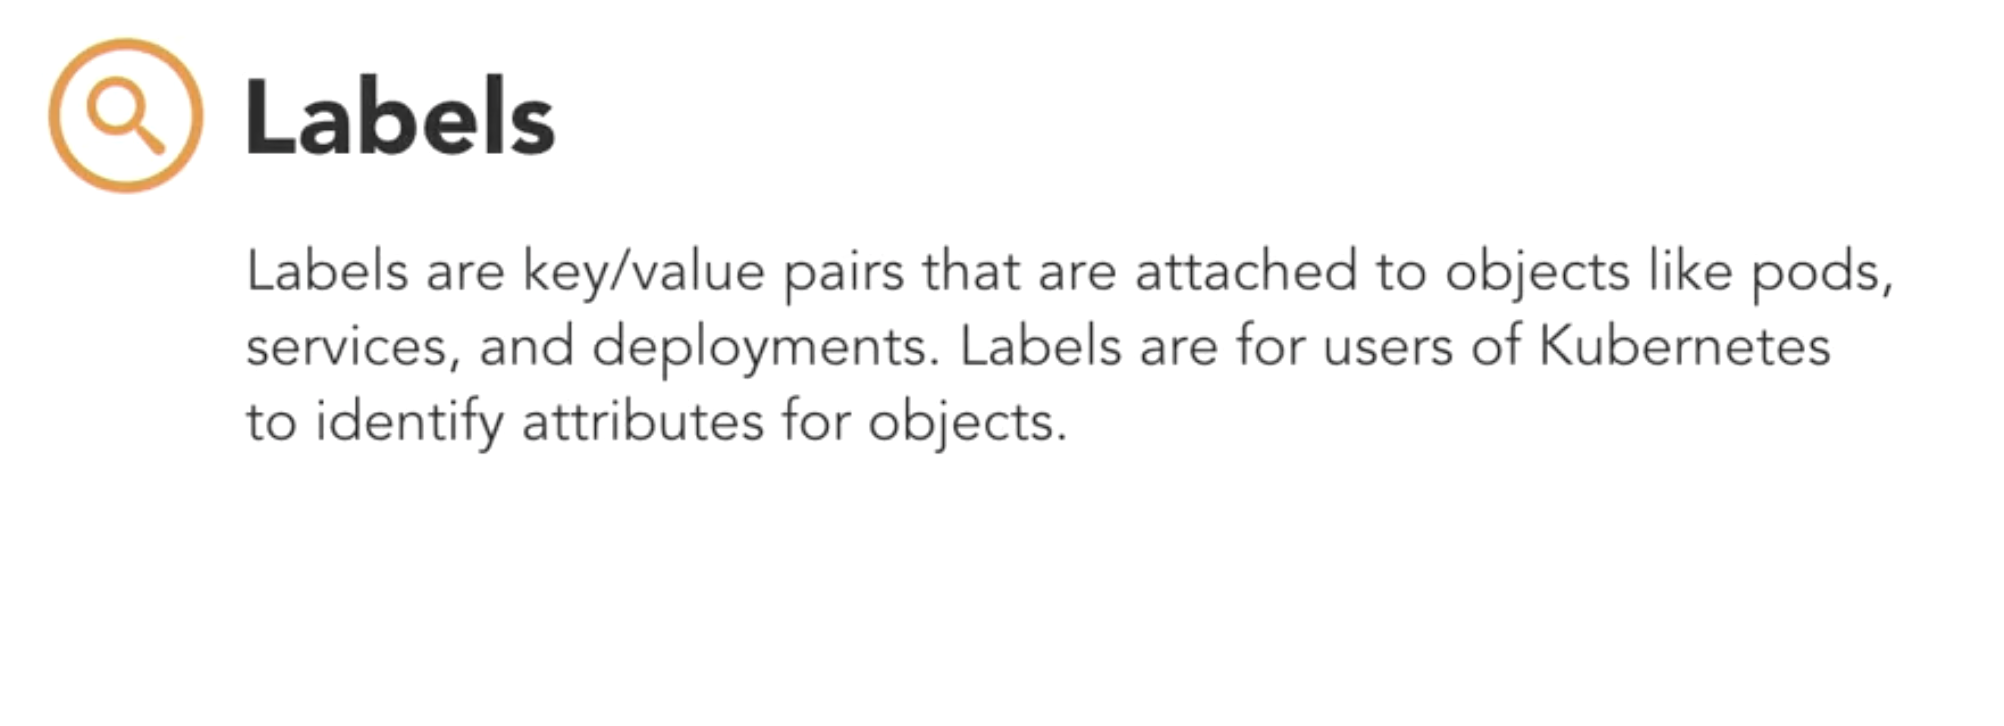 Labels
Labels are key/value pairs that are attached to objects like pods,
services, and deployments. Labels are for users of Kubernetes
to identify attributes for objects.